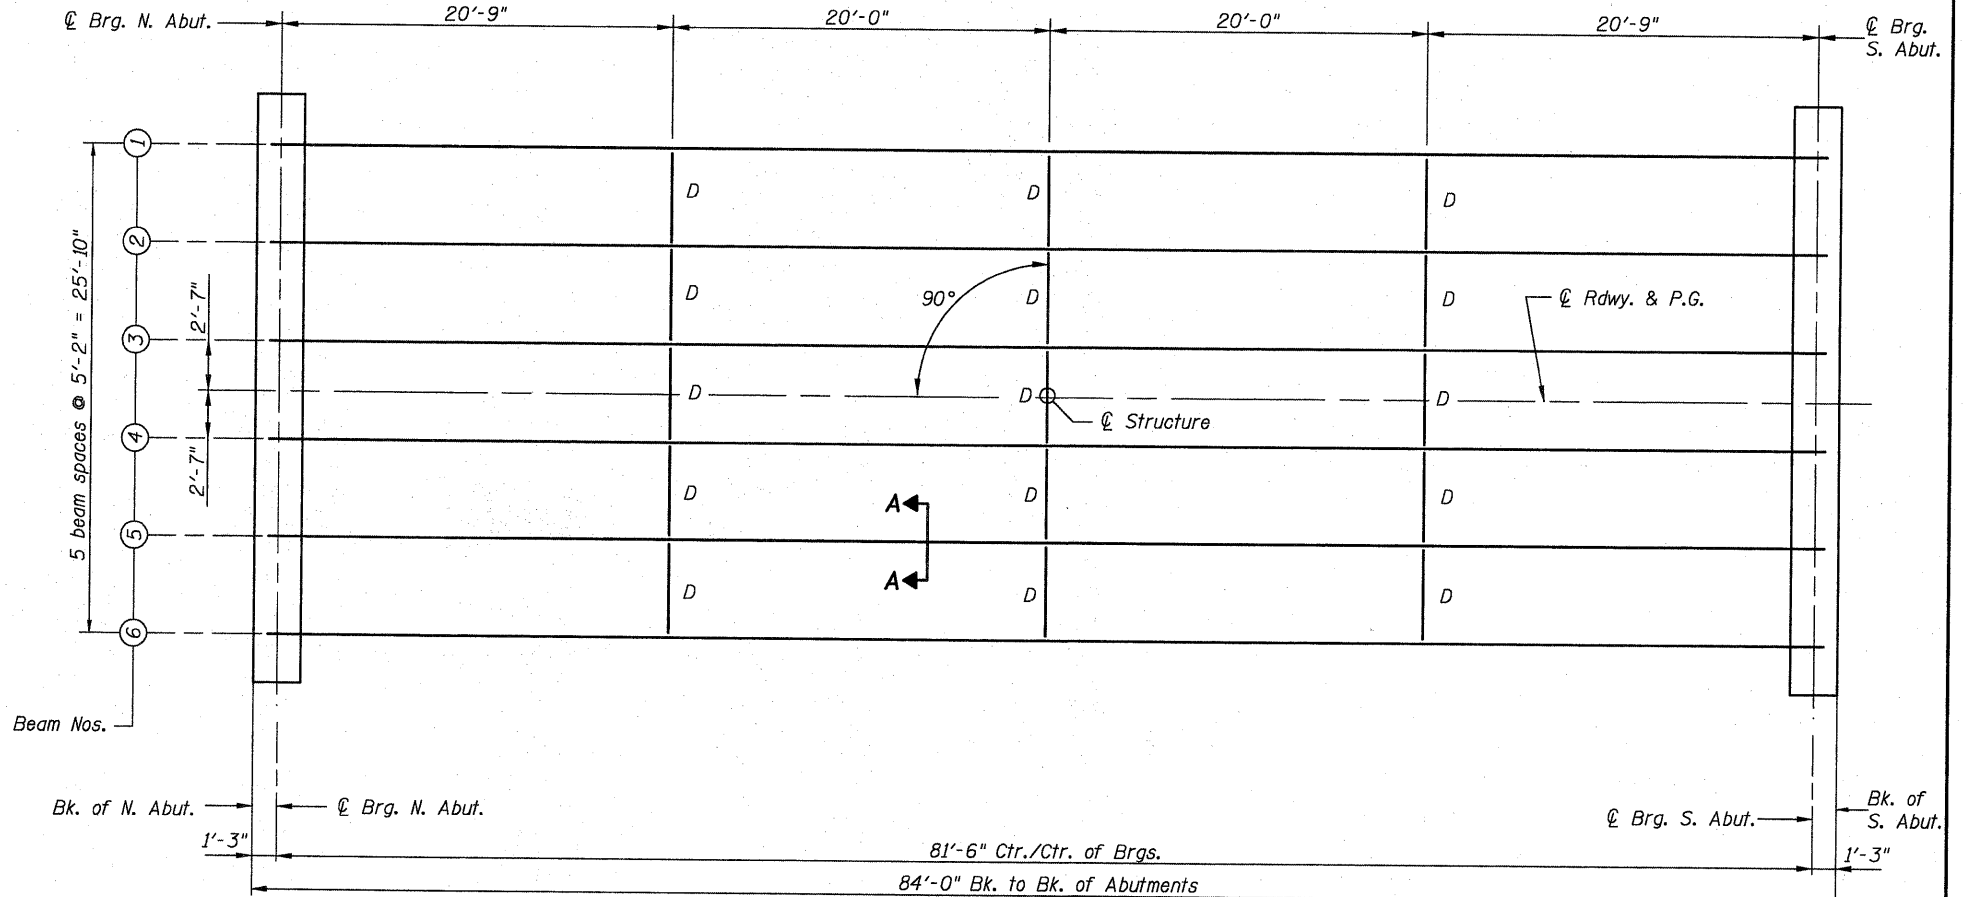 ℄ Brg. N. Abut.
20'-9"
20'-0"
20'-0"
20'-9"
℄ Brg.
S. Abut.
1
2
3
4
5
6
5 beam spaces @ 5'-2" = 25'-10"
2'-7"
2'-7"
D
D
D
D
D
D
90°
D
D
℄ Rdwy. & P.G.
D
D
D
℄ Structure
A
D
D
D
A
D
D
D
Beam Nos.
Bk. of N. Abut.
℄ Brg. N. Abut.
℄ Brg. S. Abut.
Bk. of
S. Abut.
1'-3"
81'-6" Ctr./Ctr. of Brgs.
1'-3"
84'-0" Bk. to Bk. of Abutments